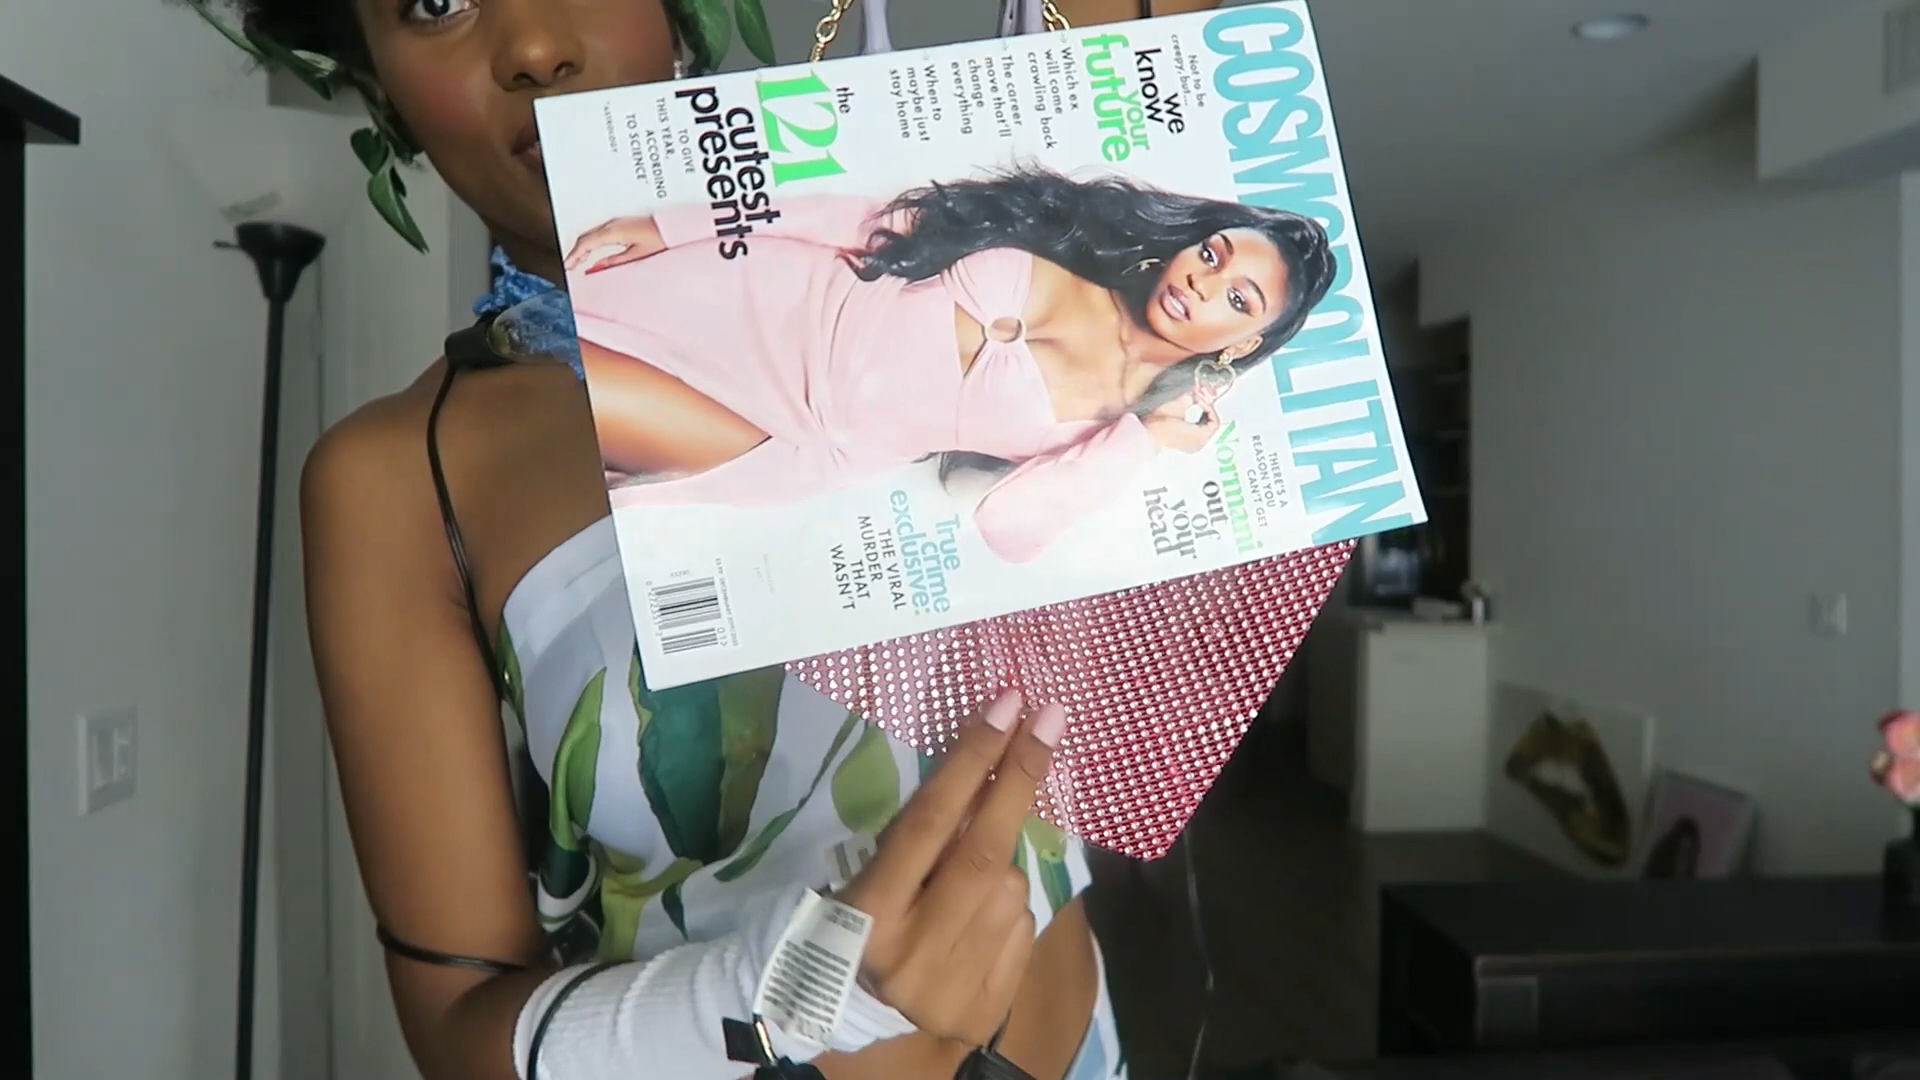 COSMOPOLITAN
Not to be
creepy, but...
we
know
your
future
→ Which ex
will come
crawling back
→ The career
move that'll
change
everything
→ When to
maybe just
stay home
the
121
cutest
presents
TO GIVE
THIS YEAR,
ACCORDING
TO SCIENCE*
*ASTROLOGY
THERE'S A
REASON YOU
CAN'T GET
Normani
out
of
your
head
True
crime
exclusive:
THE VIRAL
MURDER
THAT
WASN'T